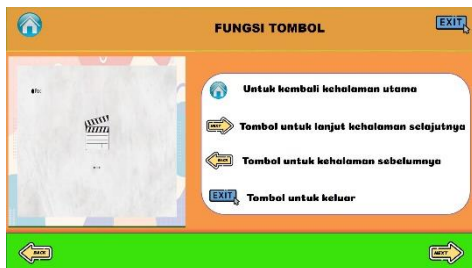 FUNGSI TOMBOL
EXIT
Untuk kembali kehalaman utama
NEXT
Tombol untuk lanjut kehalaman selajutnya
BACK
Tombol untuk kehalaman sebelumnya
EXIT
Tombol untuk keluar
BACK
NEXT